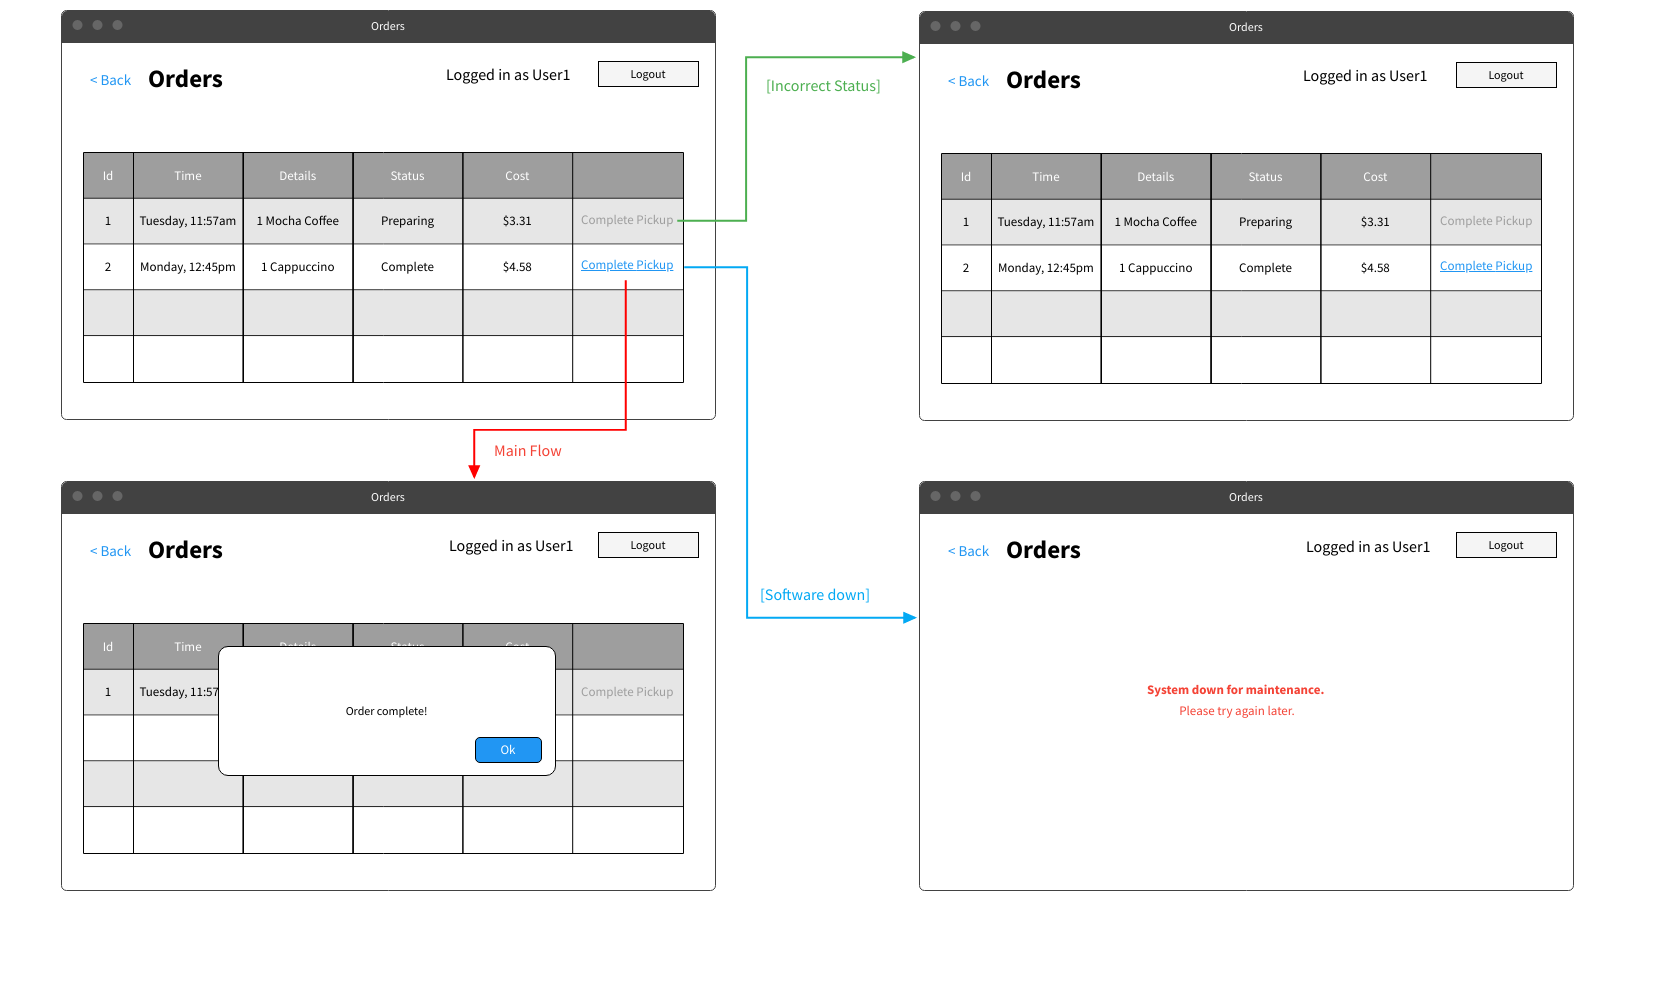 Orders
< Back Orders Logged in as User1 Logout
Id Time Details Status Cost
1 Tuesday, 11:57am 1 Mocha Coffee Preparing $3.31 Complete Pickup
2 Monday, 12:45pm 1 Cappuccino Complete $4.58 Complete Pickup
[Incorrect Status]
Orders
< Back Orders Logged in as User1 Logout
Id Time Details Status Cost
1 Tuesday, 11:57am 1 Mocha Coffee Preparing $3.31 Complete Pickup
2 Monday, 12:45pm 1 Cappuccino Complete $4.58 Complete Pickup
Main Flow
Orders
< Back Orders Logged in as User1 Logout
Id Time Details Status Cost
1 Tuesday, 11:57 Complete Pickup
Order complete!
Ok
[Software down]
Orders
< Back Orders Logged in as User1 Logout
System down for maintenance.
Please try again later.